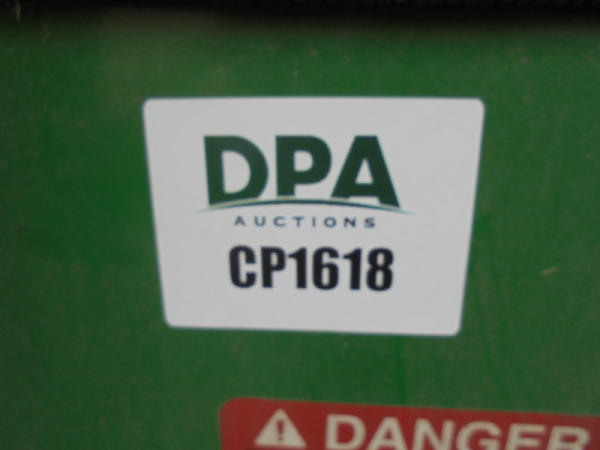 DPA
AUCTIONS
CP1618
DANGER